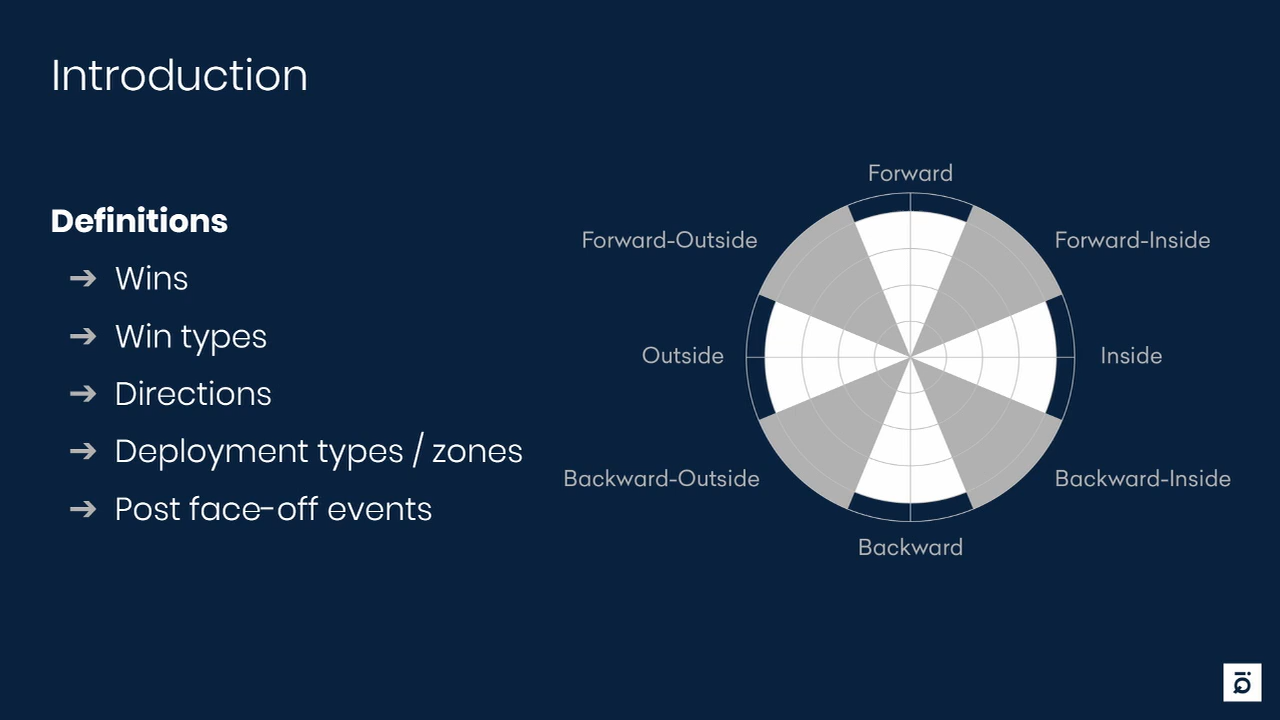 Introduction
Definitions
→ Wins
→ Win types
→ Directions
→ Deployment types / zones
→ Post face-off events
Forward
Forward-Outside
Forward-Inside
Outside
Inside
Backward-Outside
Backward-Inside
Backward